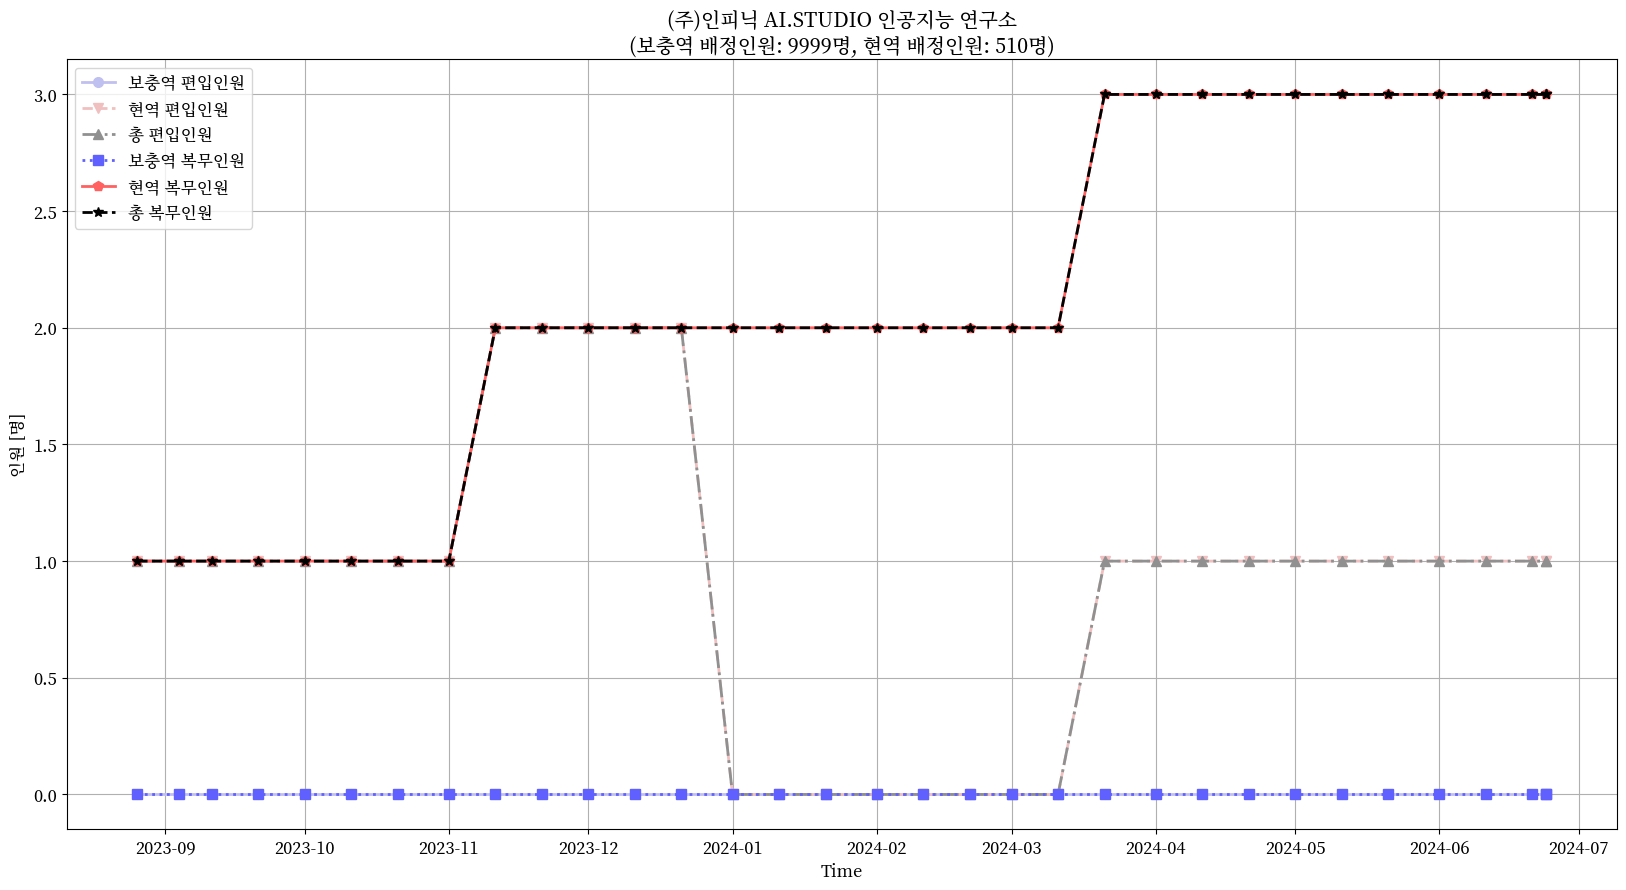 (주)인피닉 AI.STUDIO 인공지능 연구소
(보충역 배정인원: 9999명, 현역 배정인원: 510명)
보충역 편입인원
현역 편입인원
총 편입인원
보충역 복무인원
현역 복무인원
총 복무인원
3.0
2.5
2.0
1.5
1.0
0.5
0.0
인원 [명]
2023-09 2023-10 2023-11 2023-12 2024-01 2024-02 2024-03 2024-04 2024-05 2024-06 2024-07
Time